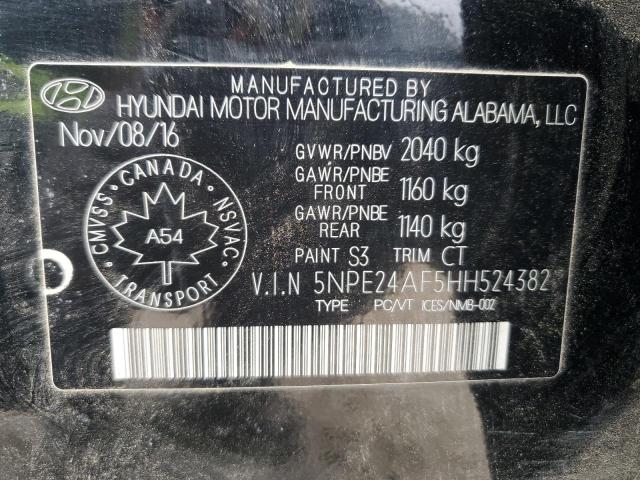 MANUFACTURED BY
HYUNDAI MOTOR MANUFACTURING ALABAMA, LLC
Nov/08/16
GVWR/PNBV 2040 kg
GAWR/PNBE FRONT 1160 kg
GAWR/PNBE REAR 1140 kg
PAINT S3 TRIM CT
CMVSS CANADA NSVAC
A54
TRANSPORT
V.I.N 5NPE24AF5HH524382
TYPE PC/VT ICES/NMB-002